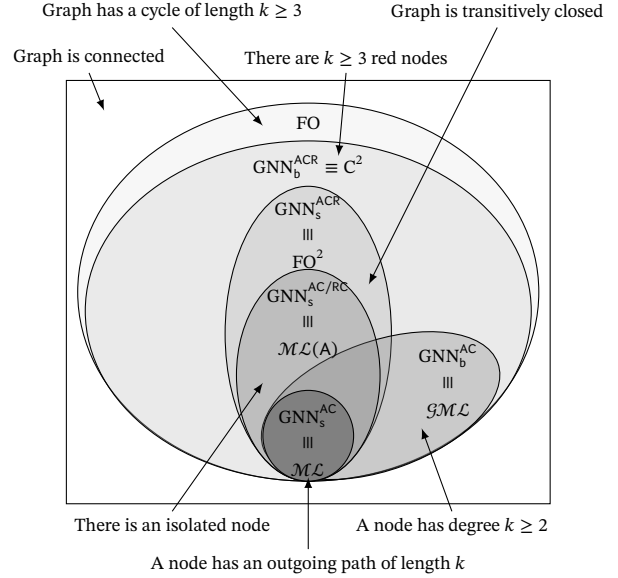 Graph has a cycle of length k ≥ 3
Graph is transitively closed
Graph is connected
There are k ≥ 3 red nodes
FO
GNN_b^ACR ≡ C^2
GNN_s^ACR
≡
FO^2
GNN_s^AC/RC
≡
ℳℒ(A)
GNN_b^AC
≡
𝒢ℳℒ
GNN_s^AC
≡
ℳℒ
There is an isolated node
A node has degree k ≥ 2
A node has an outgoing path of length k